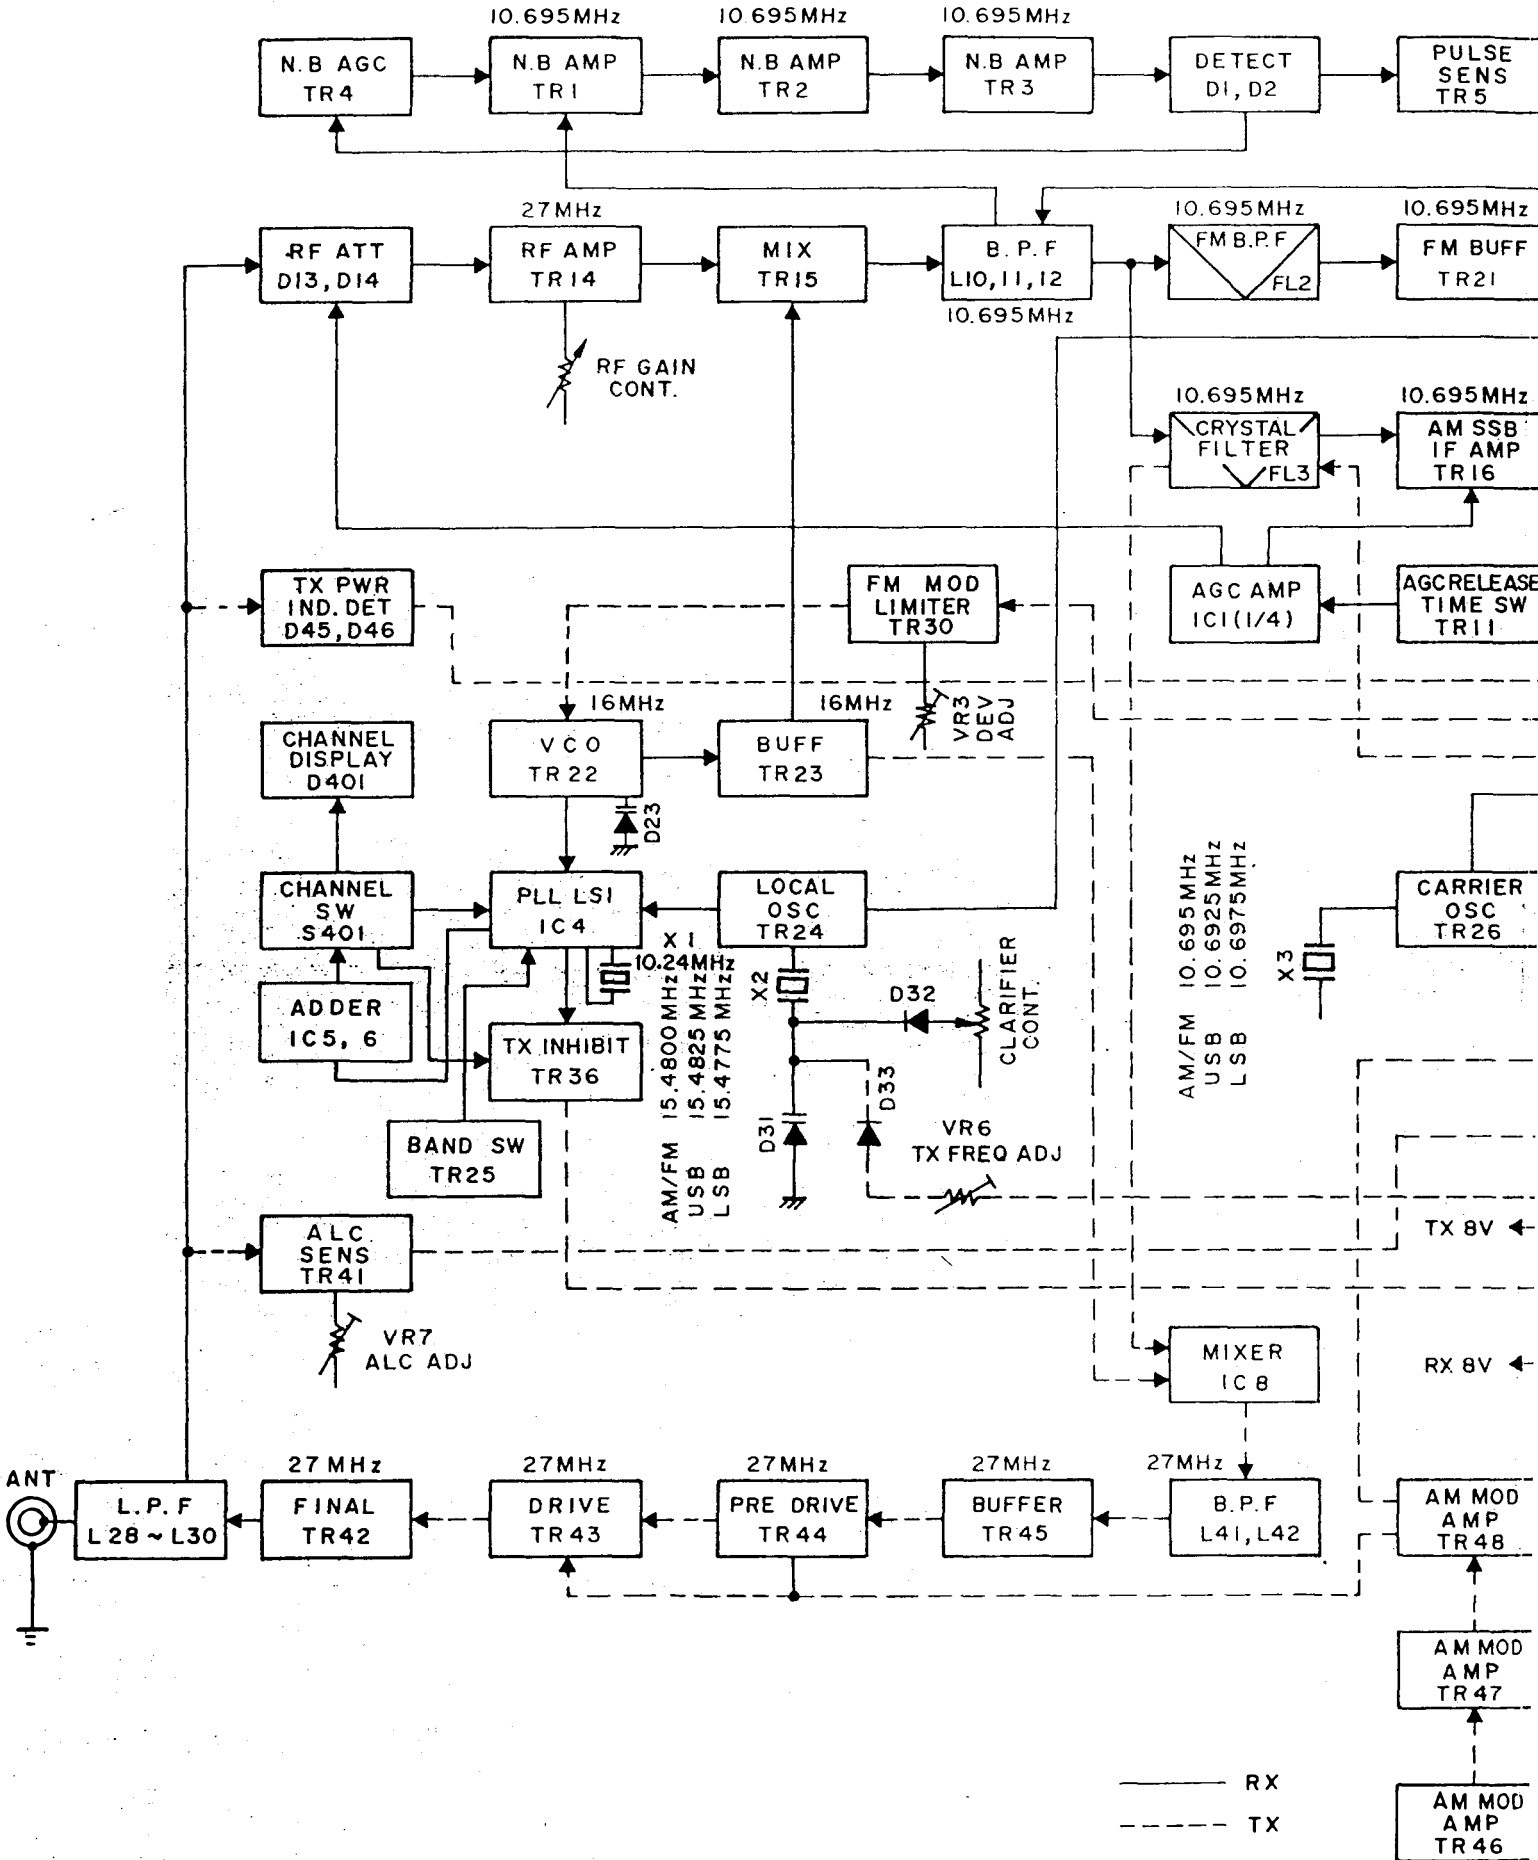 10.695MHz
10.695MHz
10.695MHz
N.B AGC
TR4
N.B AMP
TR1
N.B AMP
TR2
N.B AMP
TR3
DETECT
D1, D2
PULSE
SENS
TR5
27MHz
10.695MHz
10.695MHz
RF ATT
D13, D14
RF AMP
TR14
MIX
TR15
B.P.F
L10, 11, 12
10.695MHz
FM B.P.F
FL2
FM BUFF
TR21
RF GAIN
CONT.
10.695MHz
10.695MHz
CRYSTAL
FILTER
FL3
AM SSB
IF AMP
TR16
TX PWR
IND. DET
D45, D46
FM MOD
LIMITER
TR30
AGC AMP
IC1(1/4)
AGC RELEASE
TIME SW
TR11
16MHz
16MHz
VR3
DEV
ADJ
CHANNEL
DISPLAY
D401
VCO
TR22
BUFF
TR23
D23
CHANNEL
SW
S401
PLL LSI
IC4
LOCAL
OSC
TR24
CARRIER
OSC
TR26
X1
10.24MHz
X2
X3
ADDER
IC5, 6
TX INHIBIT
TR36
D32
CLARIFIER
CONT.
AM/FM 15.4800MHz
USB 15.4825MHz
LSB 15.4775MHz
AM/FM 10.695MHz
USB 10.6925MHz
LSB 10.6975MHz
D31
D33
BAND SW
TR25
VR6
TX FREQ ADJ
ALC
SENS
TR41
TX 8V
VR7
ALC ADJ
MIXER
IC8
RX 8V
ANT
27MHz
27MHz
27MHz
27MHz
27MHz
L.P.F
L28~L30
FINAL
TR42
DRIVE
TR43
PRE DRIVE
TR44
BUFFER
TR45
B.P.F
L41, L42
AM MOD
AMP
TR48
AM MOD
AMP
TR47
RX
TX
AM MOD
AMP
TR46